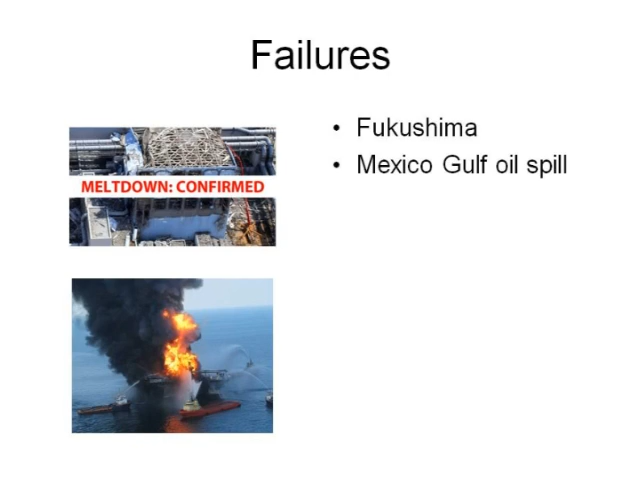 Failures
• Fukushima
• Mexico Gulf oil spill
MELTDOWN: CONFIRMED